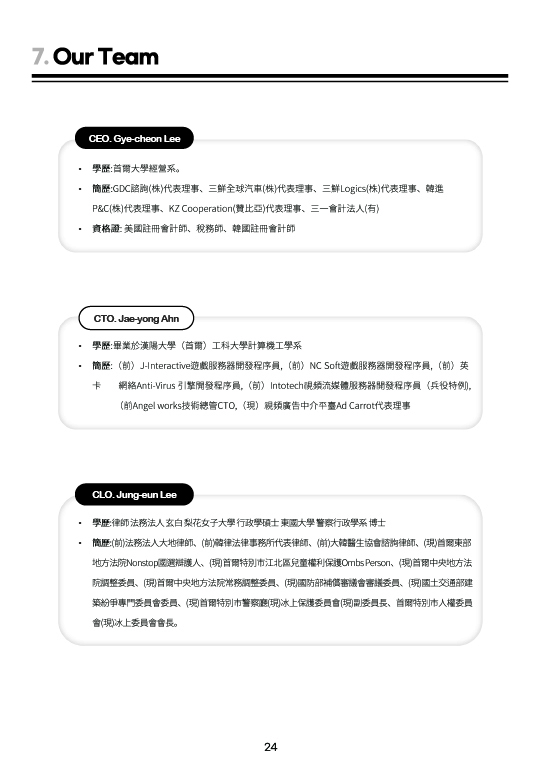 7. Our Team
CEO. Gye-cheon Lee
• 學歷:首爾大學經營系。
• 簡歷:GDC諮詢(株)代表理事、三鮮全球汽車(株)代表理事、三鮮Logics(株)代表理事、韓進
P&C(株)代表理事、KZ Cooperation(贊比亞)代表理事、三一會計法人(有)
• 資格證: 美國註冊會計師、稅務師、韓國註冊會計師
CTO. Jae-yong Ahn
• 學歷:畢業於漢陽大學（首爾）工科大學計算機工學系
• 簡歷:（前）J-Interactive遊戲服務器開發程序員,（前）NC Soft遊戲服務器開發程序員,（前）英
卡 網絡Anti-Virus 引擎開發程序員,（前）Intotech視頻流媒體服務器開發程序員（兵役特例),
（前Angel works技術總管CTO,（現）視頻廣告中介平臺Ad Carrot代表理事
CLO. Jung-eun Lee
• 學歷:律師 法務法人 玄白 梨花女子大學 行政學碩士 東國大學 警察行政學系 博士
• 簡歷:(前)法務法人大地律師、(前)韓律法律事務所代表律師、(前)大韓醫生協會諮詢律師、(現)首爾東部
地方法院Nonstop國選辯護人、(現)首爾特別市江北區兒童權利保護Ombs Person、(現)首爾中央地方法
院調整委員、(現)首爾中央地方法院常務調整委員、(現)國防部補償審議會審議委員、(現)國土交通部建
築紛爭專門委員會委員、(現)首爾特別市警察廳(現)冰上保護委員會(現)副委員長、首爾特別市人權委員
會(現)冰上委員會會長。
24